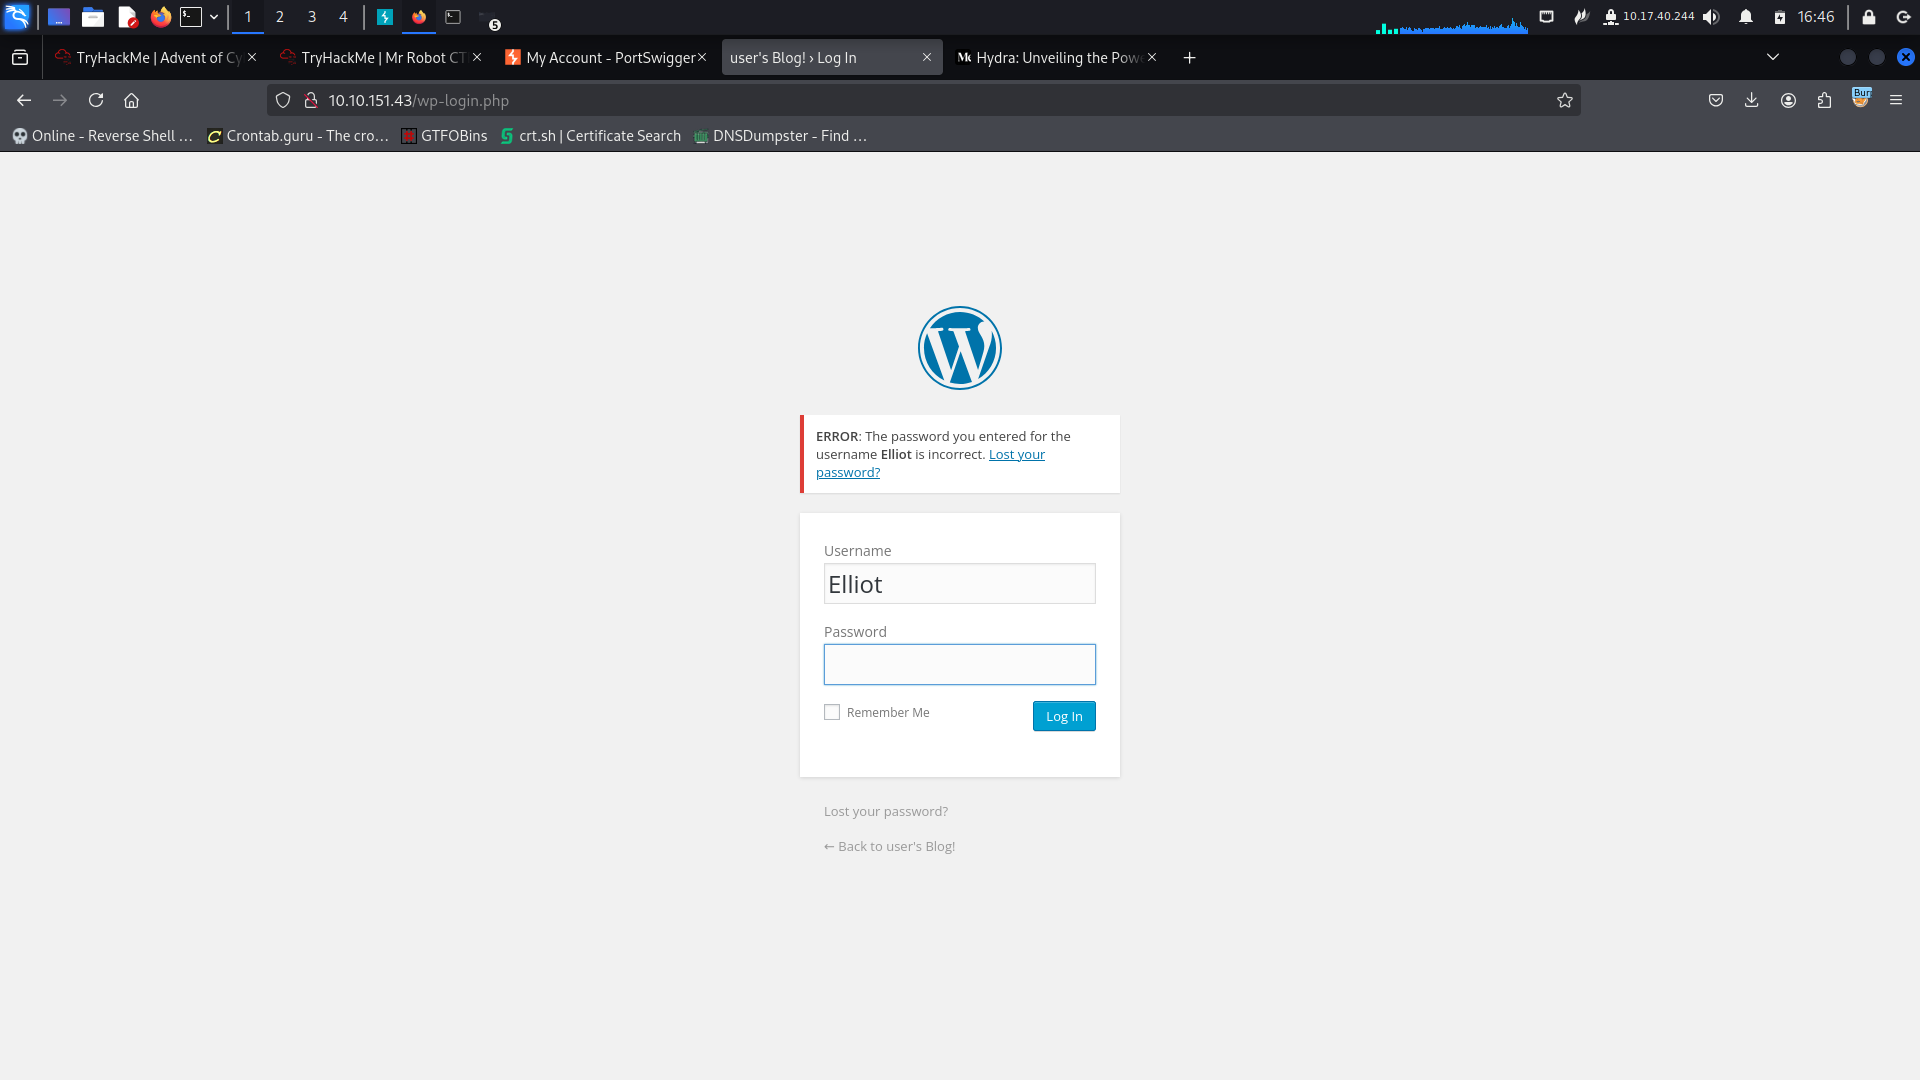 1 2 3 4 5 10.17.40.244 16:46
TryHackMe | Advent of Cy TryHackMe | Mr Robot CT My Account - PortSwigger user's Blog! › Log In Hydra: Unveiling the Pow
10.10.151.43/wp-login.php
Online - Reverse Shell … Crontab.guru - The cro… GTFOBins crt.sh | Certificate Search DNSDumpster - Find …
ERROR: The password you entered for the
username Elliot is incorrect. Lost your
password?
Username
Elliot
Password
Remember Me Log In
Lost your password?
← Back to user's Blog!